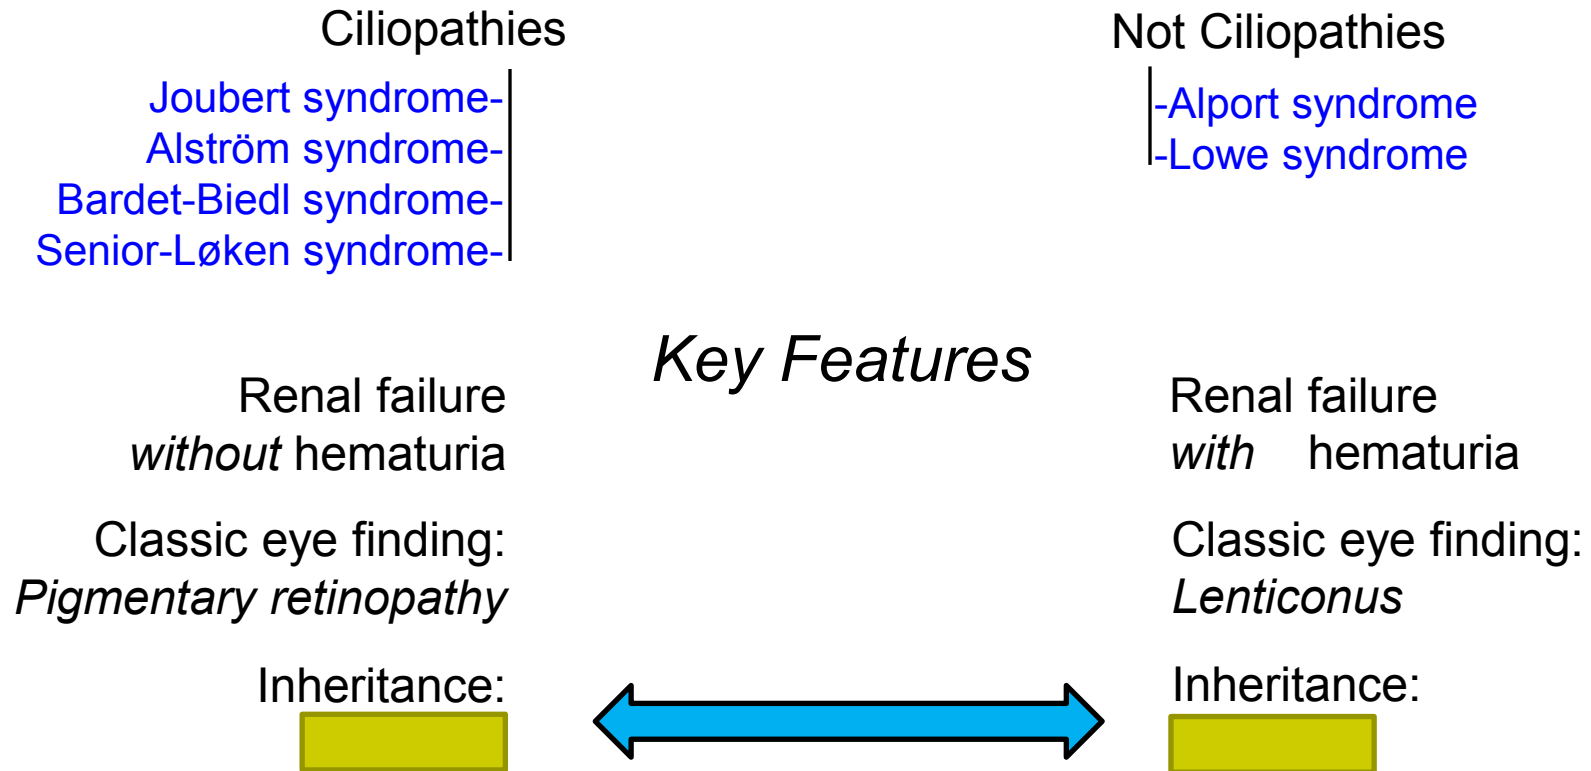 Ciliopathies
Joubert syndrome-
Alström syndrome-
Bardet-Biedl syndrome-
Senior-Løken syndrome-
Not Ciliopathies
-Alport syndrome
-Lowe syndrome
Key Features
Renal failure
without hematuria
Classic eye finding:
Pigmentary retinopathy
Inheritance:
Renal failure
with hematuria
Classic eye finding:
Lenticonus
Inheritance: